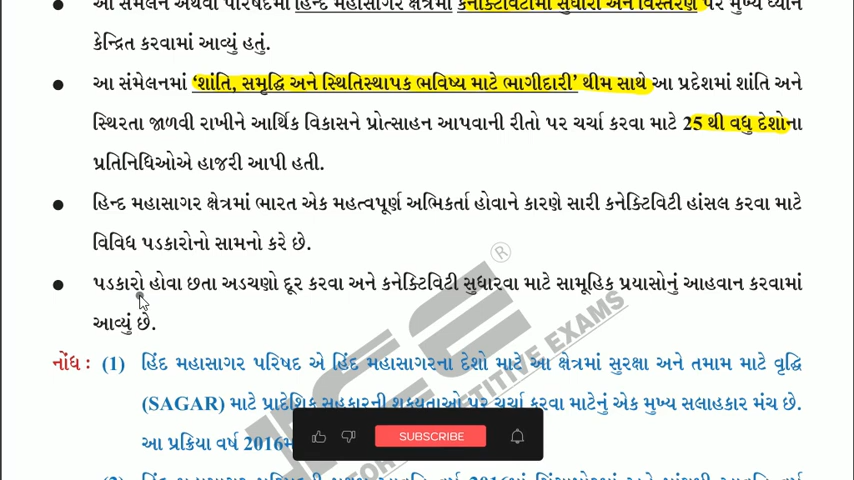 આ સંમેલન અથવા પરિષદમાં હિન્દ મહાસાગર ક્ષેત્રમાં કનેક્ટિવિટીમાં સુધારો અને વિસ્તરણ પર મુખ્ય ધ્યાન
કેન્દ્રિત કરવામાં આવ્યું હતું.
આ સંમેલનમાં ‘શાંતિ, સમૃદ્ધિ અને સ્થિતિસ્થાપક ભવિષ્ય માટે ભાગીદારી’ થીમ સાથે આ પ્રદેશમાં શાંતિ અને
સ્થિરતા જાળવી રાખીને આર્થિક વિકાસને પ્રોત્સાહન આપવાની રીતો પર ચર્ચા કરવા માટે 25 થી વધુ દેશોના
પ્રતિનિધિઓએ હાજરી આપી હતી.
હિન્દ મહાસાગર ક્ષેત્રમાં ભારત એક મહત્વપૂર્ણ અભિકર્તા હોવાને કારણે સારી કનેક્ટિવિટી હાંસલ કરવા માટે
વિવિધ પડકારોનો સામનો કરે છે.
પડકારો હોવા છતા અડચણો દૂર કરવા અને કનેક્ટિવિટી સુધારવા માટે સામૂહિક પ્રયાસોનું આહવાન કરવામાં
આવ્યું છે.
નોંધ : (1) હિંદ મહાસાગર પરિષદ એ હિંદ મહાસાગરના દેશો માટે આ ક્ષેત્રમાં સુરક્ષા અને તમામ માટે વૃદ્ધિ
(SAGAR) માટે પ્રાદેશિક સહકારની શક્યતાઓ પર ચર્ચા કરવા માટેનું એક મુખ્ય સલાહકાર મંચ છે.
આ પ્રક્રિયા વર્ષ 2016મ
SUBSCRIBE
ICE ®
FOR COMPETITIVE EXAMS